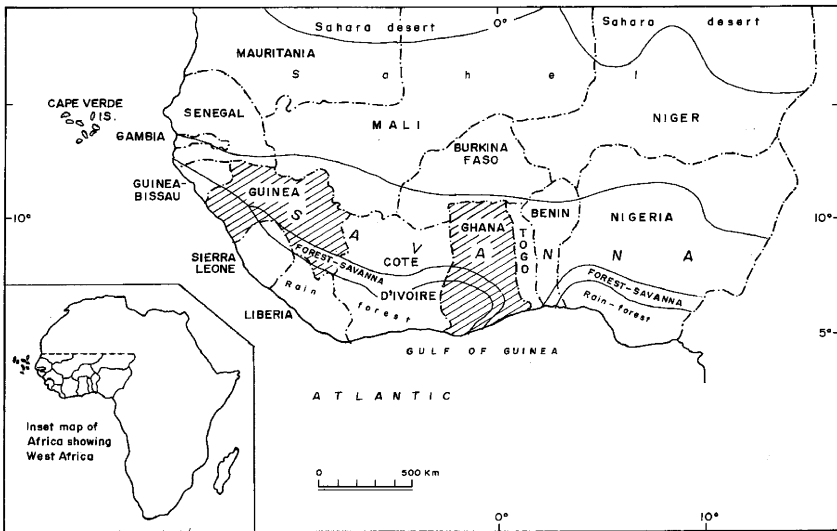 Sahara desert
0°
Sahara desert
MAURITANIA
S a h e l
CAPE VERDE
IS.
SENEGAL
MALI
NIGER
GAMBIA
BURKINA
FASO
GUINEA-
BISSAU
GUINEA
10°
10°
BENIN
NIGERIA
GHANA
TOGO
S A V A N N A
COTE
D'IVOIRE
SIERRA
LEONE
FOREST-SAVANNA
FOREST-SAVANNA
Rain forest
Rain-forest
LIBERIA
5°
GULF OF GUINEA
ATLANTIC
Inset map of
Africa showing
West Africa
0 500 Km
0°
10°